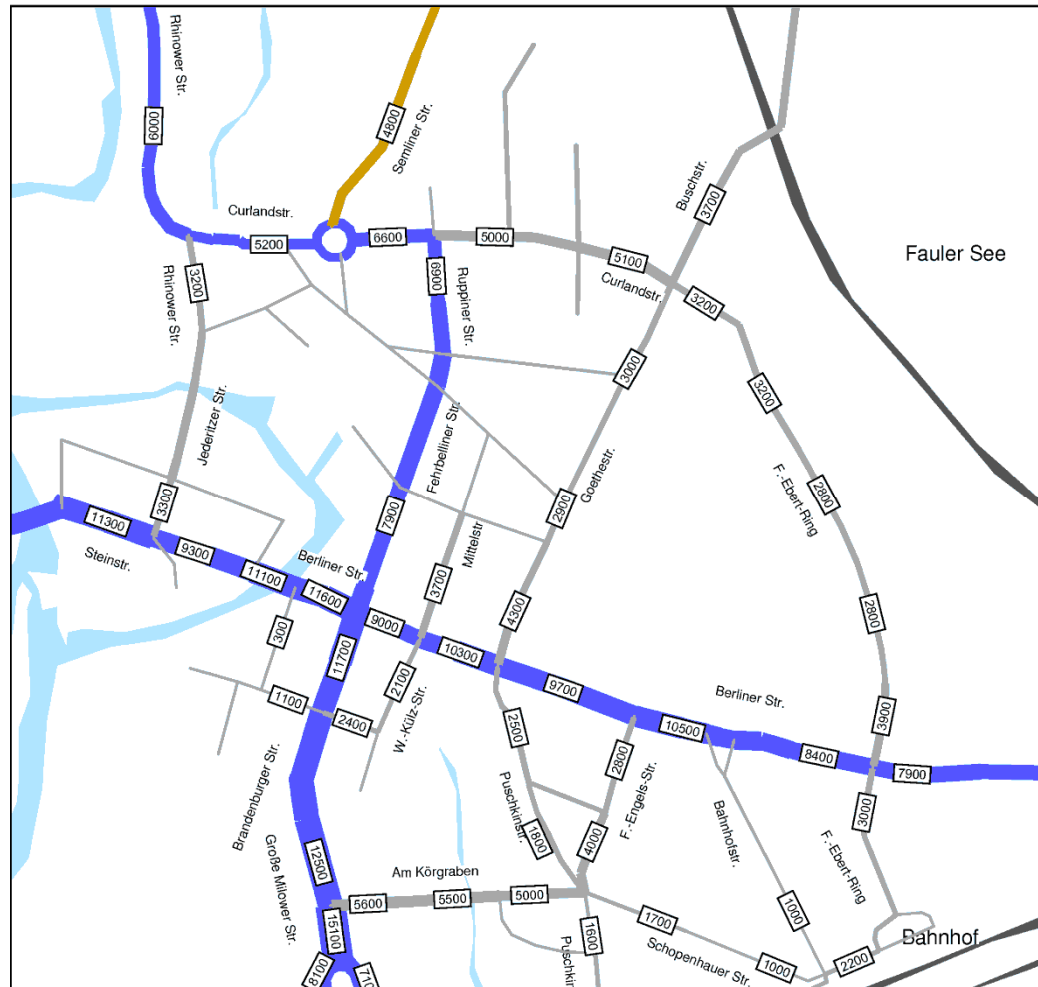 Rhinower Str.
6000
4800
Semliner Str.
Buschstr.
3700
Curlandstr.
5200
6600
5000
5100
Curlandstr.
3200
Fauler See
3200
Rhinower Str.
6900
Ruppiner Str.
3000
3200
Jederitzer Str.
Fehrbelliner Str.
Goethestr.
F.-Ebert-Ring
2800
3300
7900
2900
Mittelstr
11300
Steinstr.
9300
11100
Berliner Str.
11600
3700
9000
4300
2800
300
11700
10300
2100
W.-Külz-Str.
9700
Berliner Str.
1100
2400
2500
10500
3900
8400
7900
Brandenburger Str.
2800
F.-Engels-Str.
Puschkinstr.
1800
4000
Bahnhofstr.
3000
F.-Ebert-Ring
12500
Große Milower Str.
Am Körgraben
5600
5500
5000
15100
1700
1000
1600
Schopenhauer Str.
1000
2200
Bahnhof
8100
Puschkin